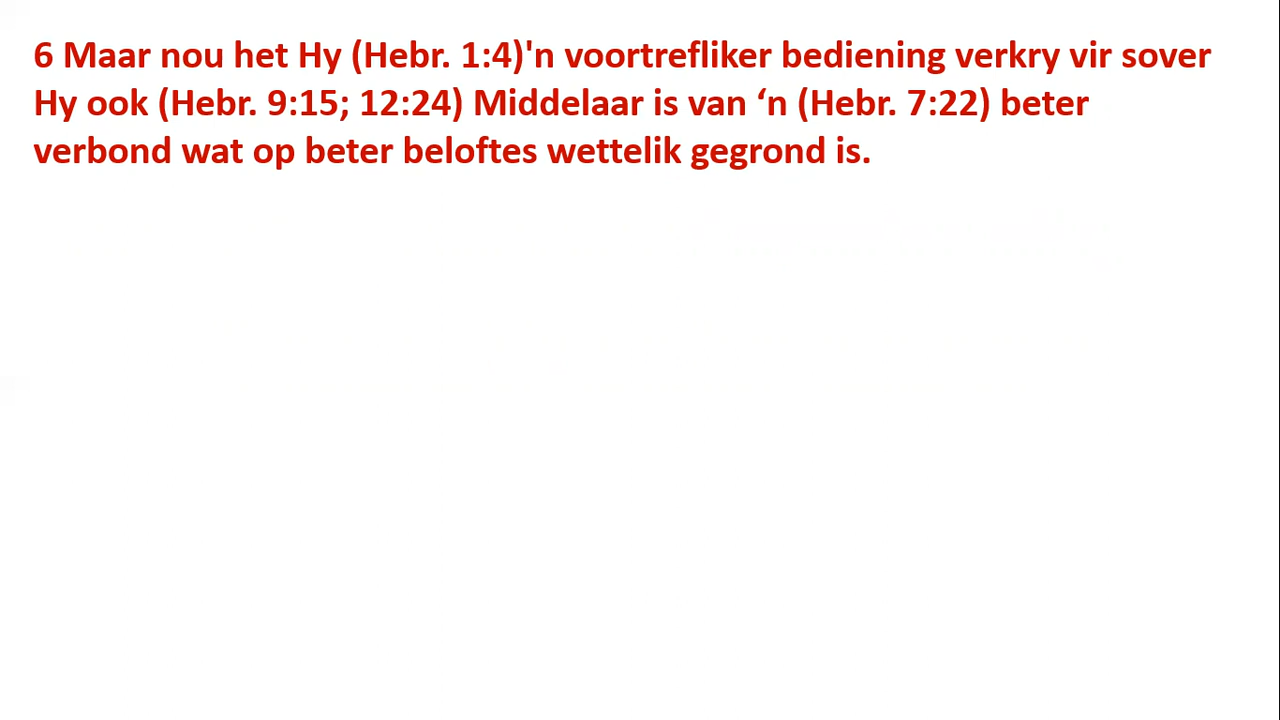 6 Maar nou het Hy (Hebr. 1:4)'n voortrefliker bediening verkry vir sover
Hy ook (Hebr. 9:15; 12:24) Middelaar is van ‘n (Hebr. 7:22) beter
verbond wat op beter beloftes wettelik gegrond is.